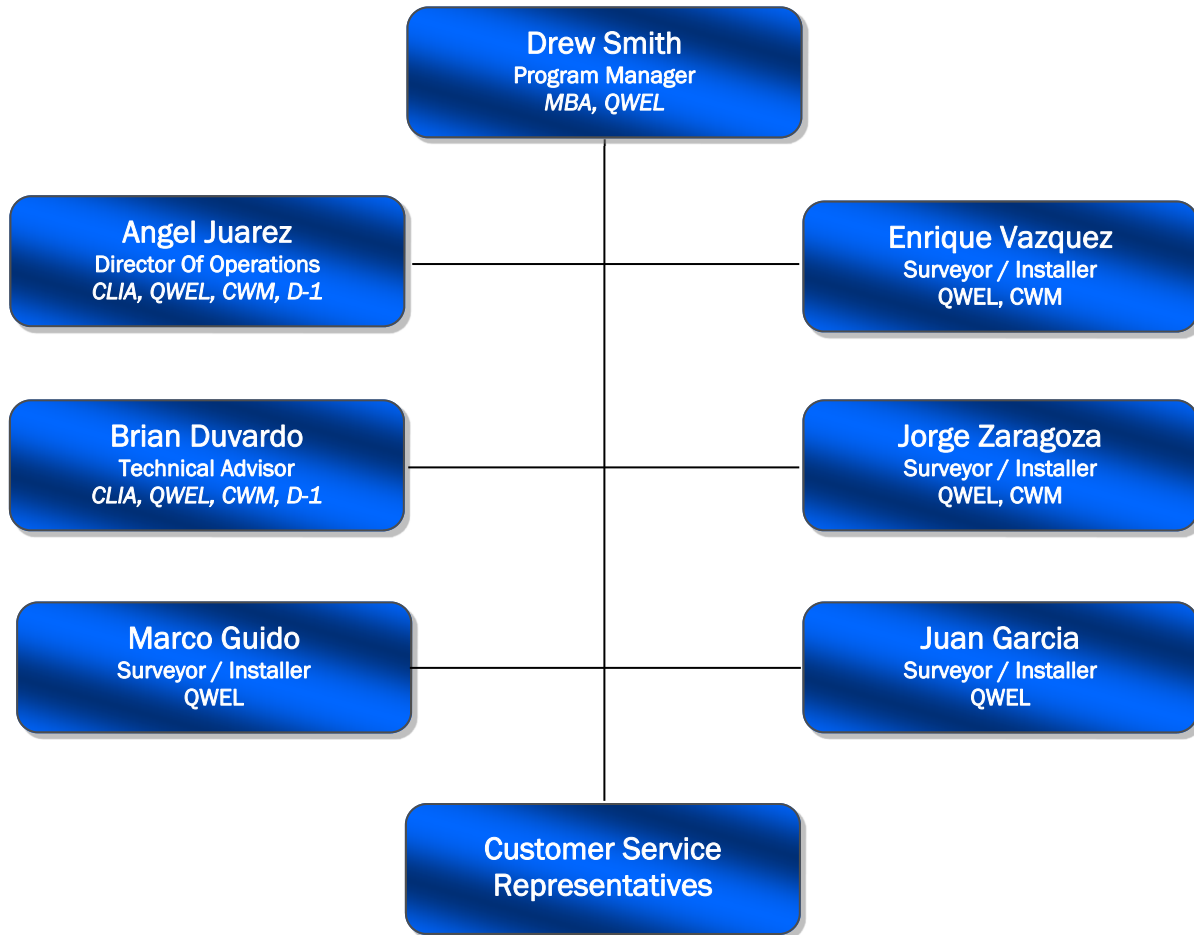 Drew Smith
Program Manager
MBA, QWEL
Angel Juarez
Director Of Operations
CLIA, QWEL, CWM, D-1
Enrique Vazquez
Surveyor / Installer
QWEL, CWM
Brian Duvardo
Technical Advisor
CLIA, QWEL, CWM, D-1
Jorge Zaragoza
Surveyor / Installer
QWEL, CWM
Marco Guido
Surveyor / Installer
QWEL
Juan Garcia
Surveyor / Installer
QWEL
Customer Service
Representatives